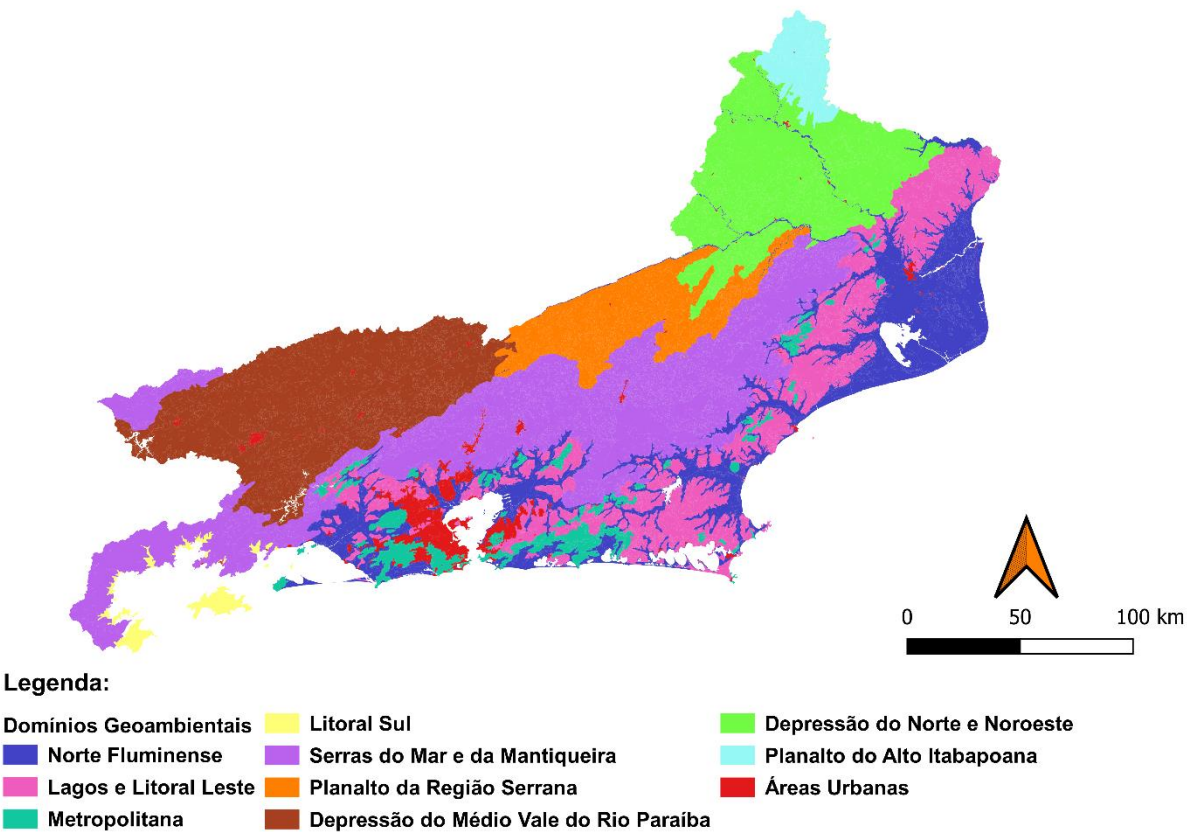 0 50 100 km
Legenda:
Domínios Geoambientais
Norte Fluminense
Lagos e Litoral Leste
Metropolitana
Litoral Sul
Serras do Mar e da Mantiqueira
Planalto da Região Serrana
Depressão do Médio Vale do Rio Paraíba
Depressão do Norte e Noroeste
Planalto do Alto Itabapoana
Áreas Urbanas